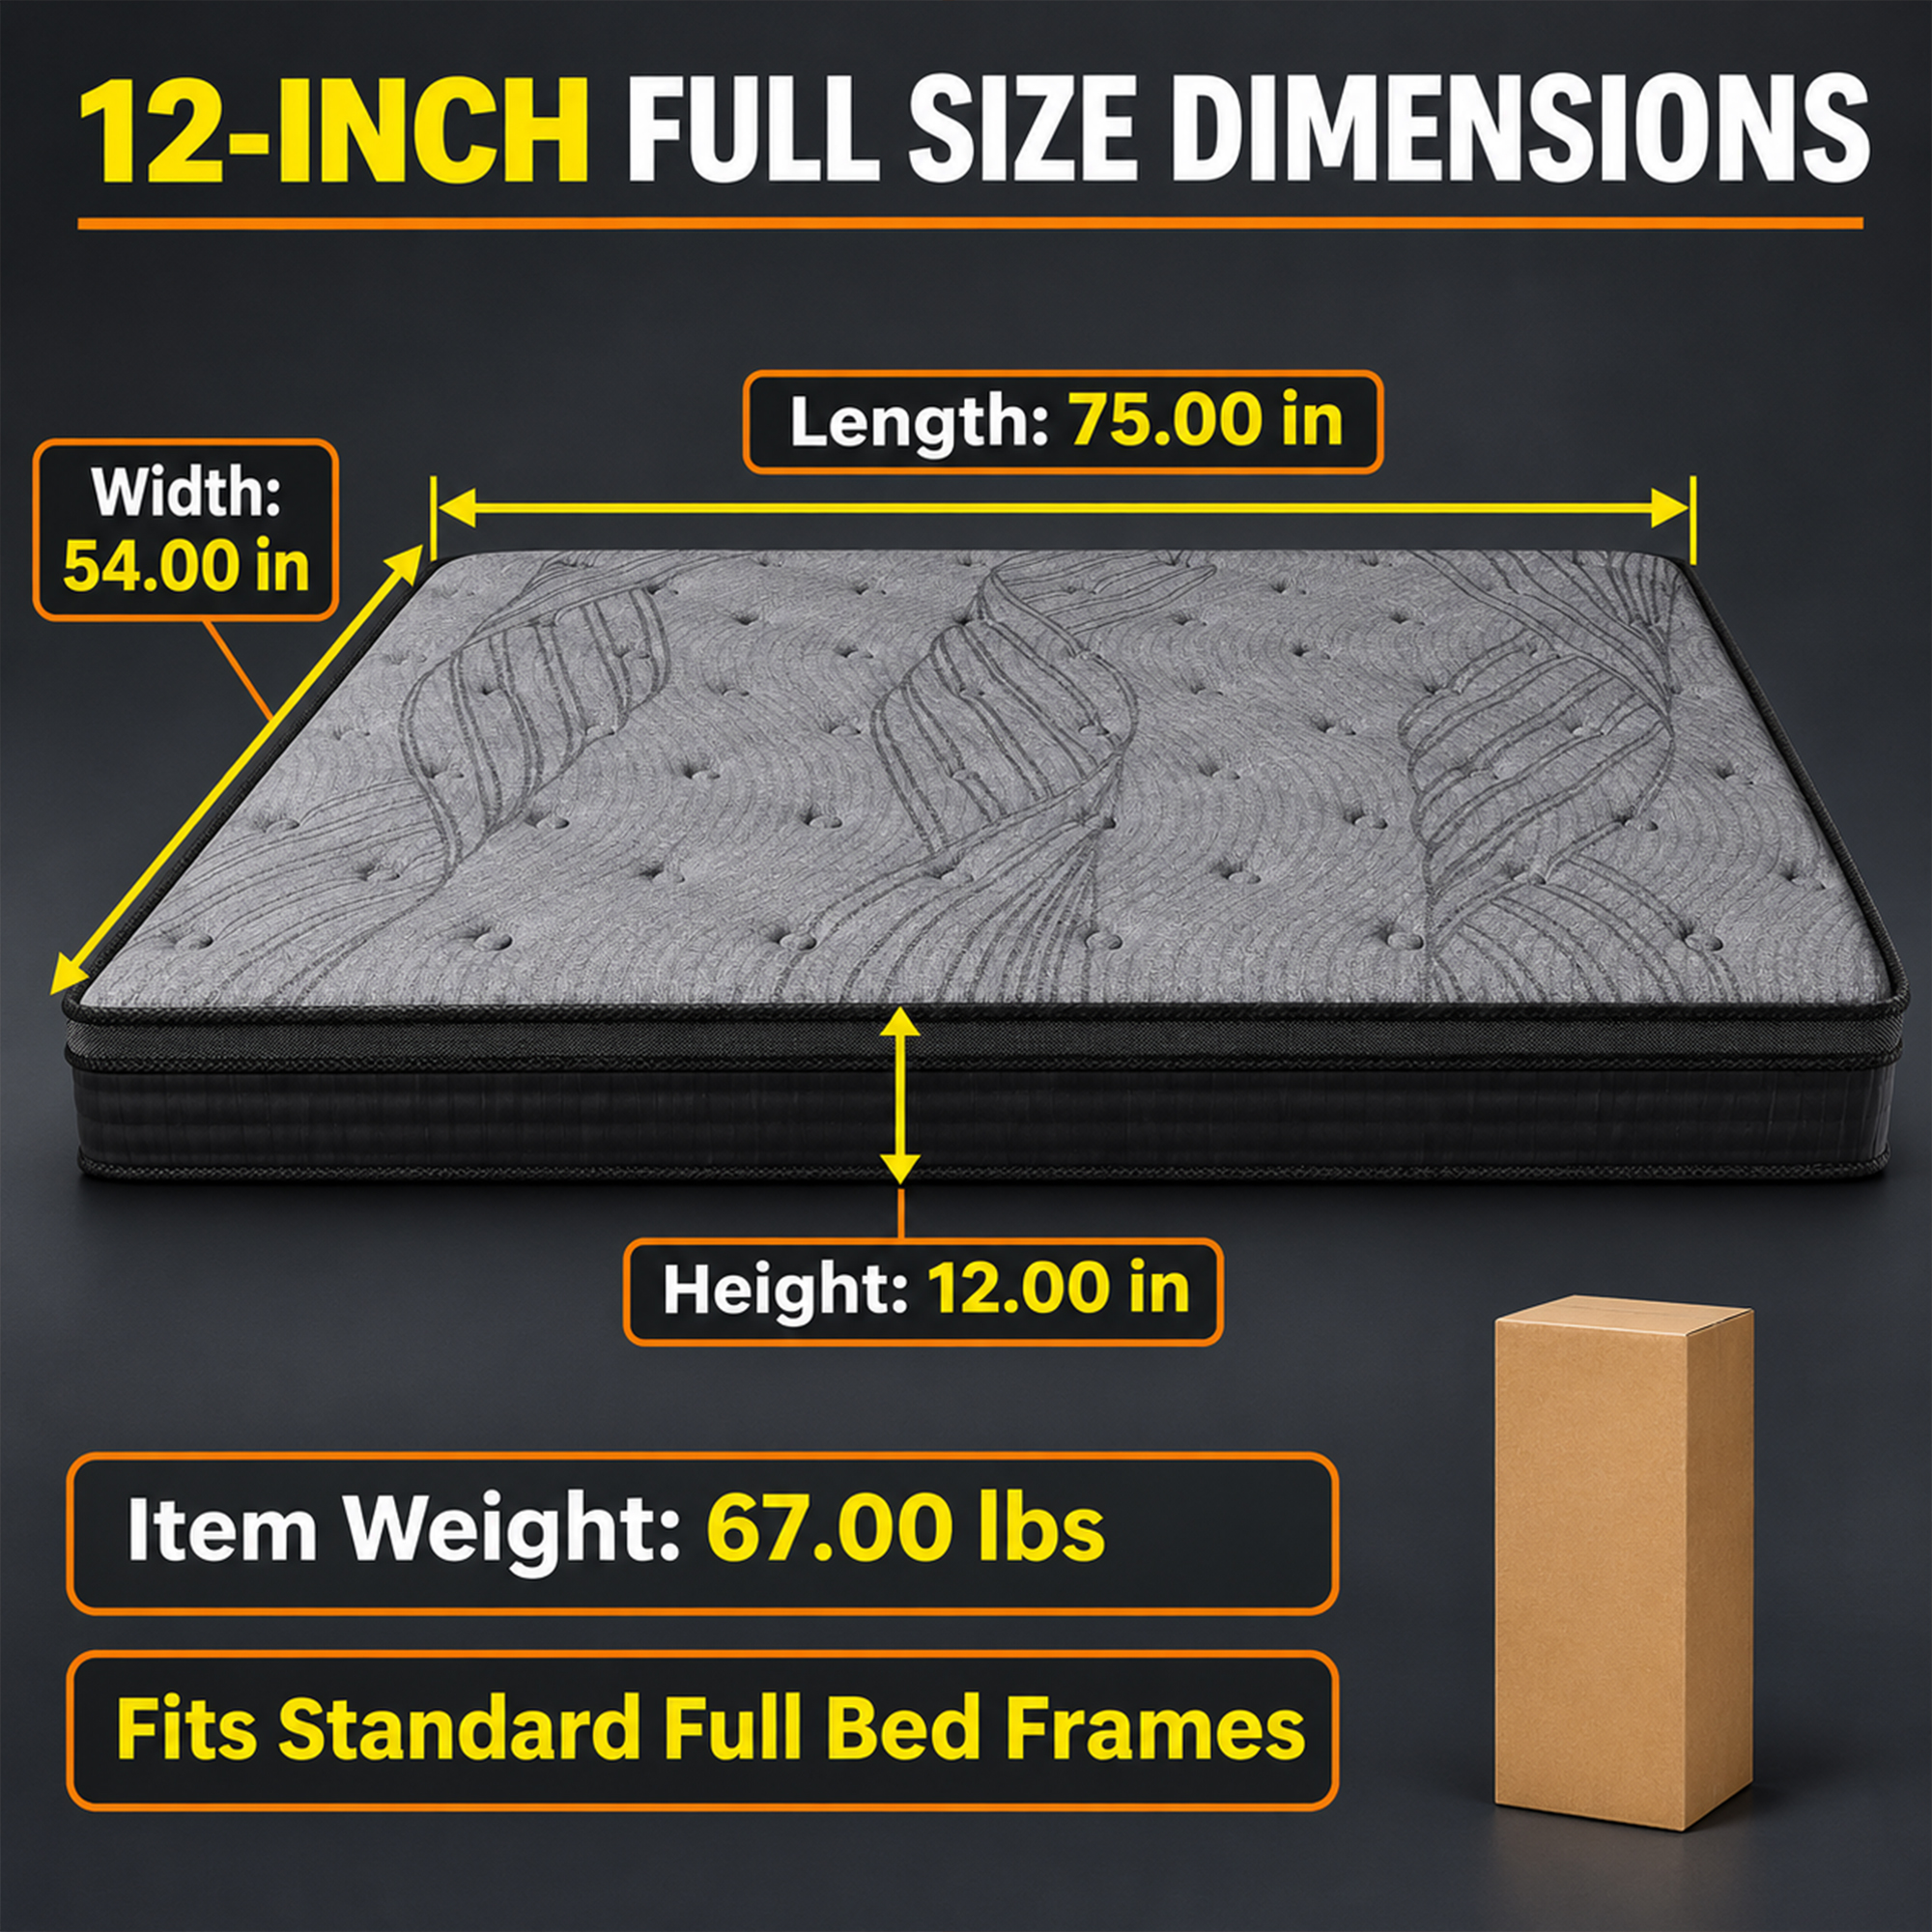 12-INCH FULL SIZE DIMENSIONS
Length: 75.00 in
Width:
54.00 in
Height: 12.00 in
Item Weight: 67.00 lbs
Fits Standard Full Bed Frames